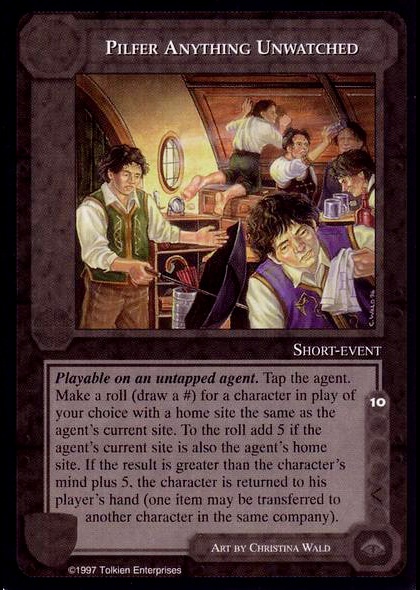 PILFER ANYTHING UNWATCHED
C. WALD 96
SHORT-EVENT
Playable on an untapped agent. Tap the agent.
Make a roll (draw a #) for a character in play of
your choice with a home site the same as the
agent's current site. To the roll add 5 if the
agent's current site is also the agent's home
site. If the result is greater than the character's
mind plus 5, the character is returned to his
player's hand (one item may be transferred to
another character in the same company).
10
ART BY CHRISTINA WALD
©1997 Tolkien Enterprises